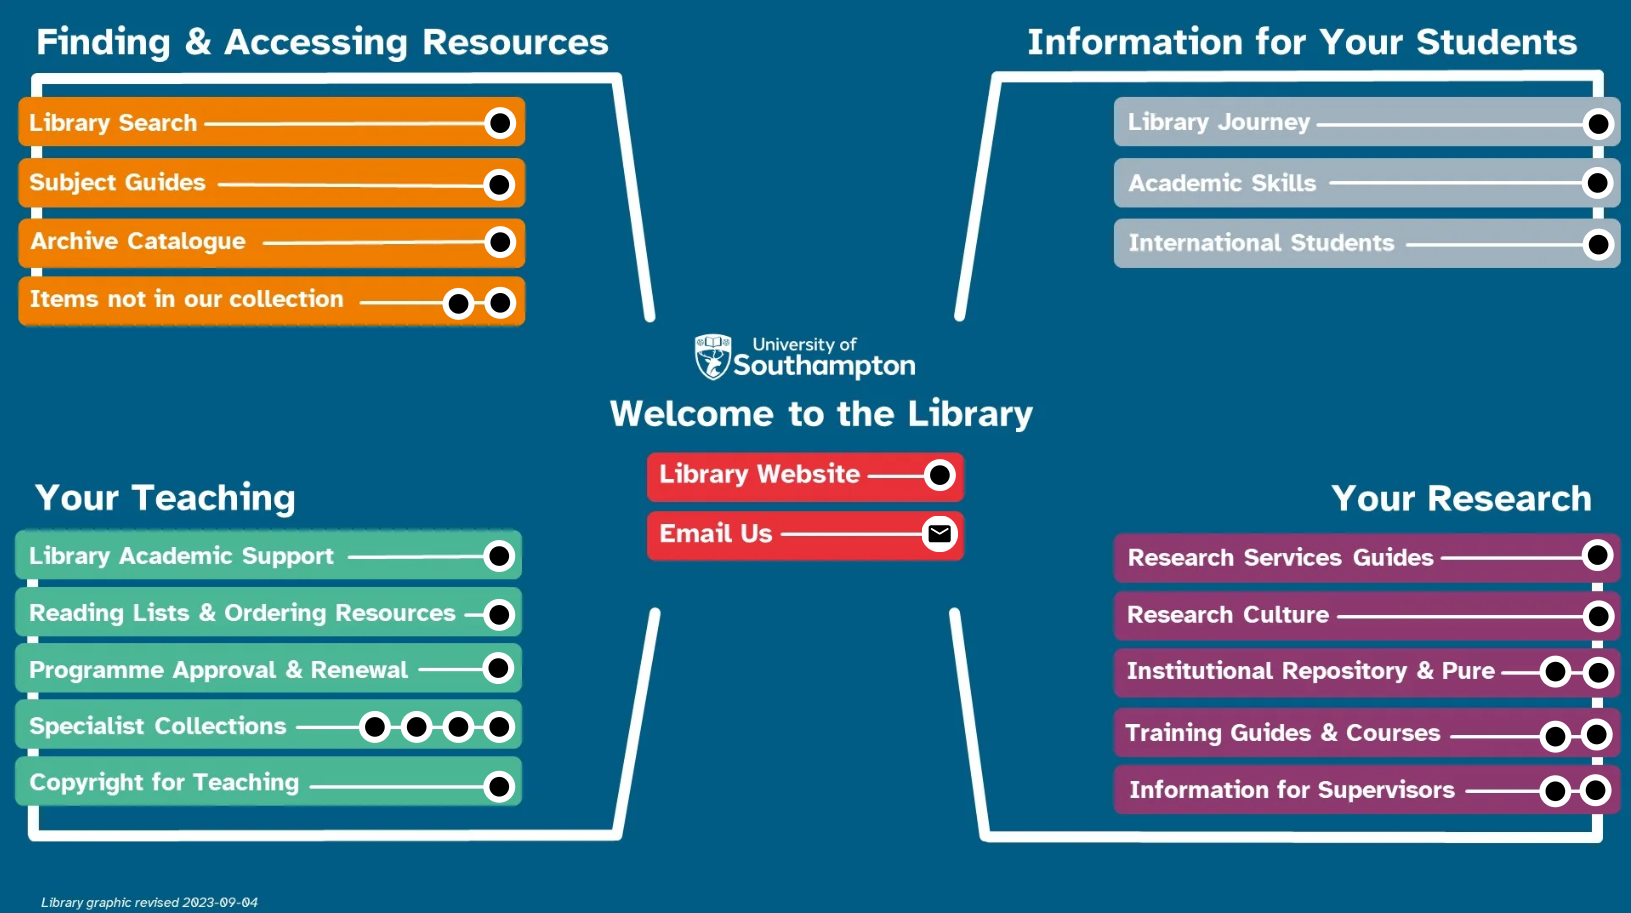 Finding & Accessing Resources
Library Search
Subject Guides
Archive Catalogue
Items not in our collection
Information for Your Students
Library Journey
Academic Skills
International Students
University of
Southampton
Welcome to the Library
Library Website
Email Us
Your Teaching
Library Academic Support
Reading Lists & Ordering Resources
Programme Approval & Renewal
Specialist Collections
Copyright for Teaching
Your Research
Research Services Guides
Research Culture
Institutional Repository & Pure
Training Guides & Courses
Information for Supervisors
Library graphic revised 2023-09-04